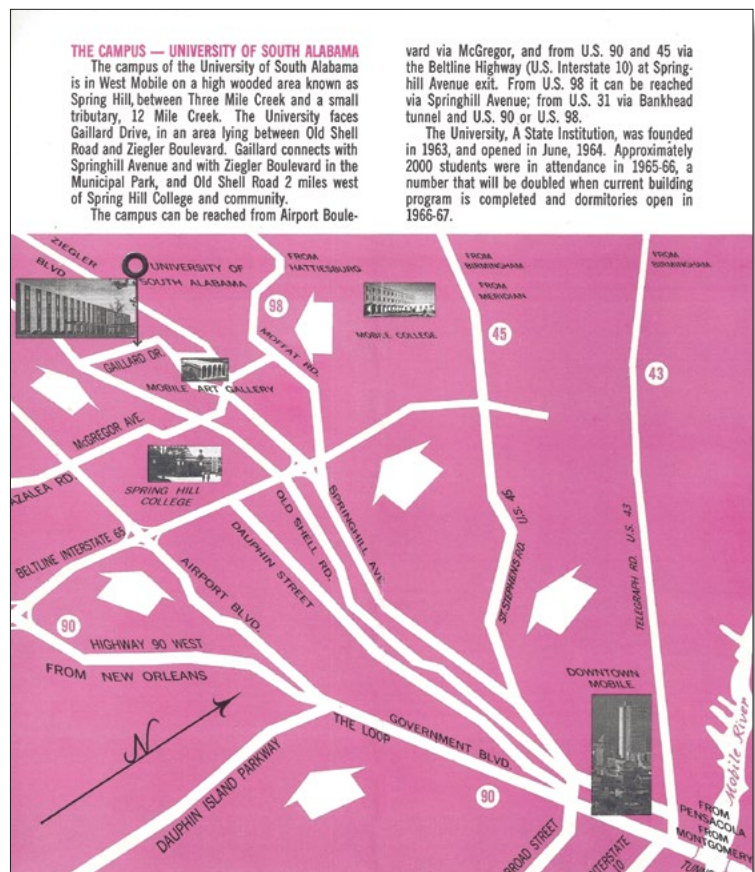 THE CAMPUS — UNIVERSITY OF SOUTH ALABAMA
The campus of the University of South Alabama
is in West Mobile on a high wooded area known as
Spring Hill, between Three Mile Creek and a small
tributary, 12 Mile Creek. The University faces
Gaillard Drive, in an area lying between Old Shell
Road and Ziegler Boulevard. Gaillard connects with
Springhill Avenue and with Ziegler Boulevard in the
Municipal Park, and Old Shell Road 2 miles west
of Spring Hill College and community.
The campus can be reached from Airport Boule-
vard via McGregor, and from U.S. 90 and 45 via
the Beltline Highway (U.S. Interstate 10) at Spring-
hill Avenue exit. From U.S. 98 it can be reached
via Springhill Avenue; from U.S. 31 via Bankhead
tunnel and U.S. 90 or U.S. 98.
The University, A State Institution, was founded
in 1963, and opened in June, 1964. Approximately
2000 students were in attendance in 1965-66, a
number that will be doubled when current building
program is completed and dormitories open in
1966-67.
ZIEGLER
BLVD.
UNIVERSITY OF
SOUTH ALABAMA
FROM
HATTIESBURG
FROM
BIRMINGHAM
FROM
MERIDIAN
FROM
BIRMINGHAM
98
MOFFAT RD.
MOBILE COLLEGE
45
43
GAILLARD DR.
MOBILE ART GALLERY
McGREGOR AVE.
AZALEA RD.
SPRING HILL
COLLEGE
BELTLINE INTERSTATE 65
DAUPHIN STREET
OLD SHELL RD.
SPRINGHILL AVE.
U.S. 45
ST. STEPHENS RD.
TELEGRAPH RD. U.S. 43
AIRPORT BLVD.
90
HIGHWAY 90 WEST
FROM NEW ORLEANS
DOWNTOWN
MOBILE
N
THE LOOP
GOVERNMENT BLVD.
DAUPHIN ISLAND PARKWAY
90
Mobile River
FROM
PENSACOLA
FROM
MONTGOMERY
BROAD STREET
INTERSTATE
10
TUNNE